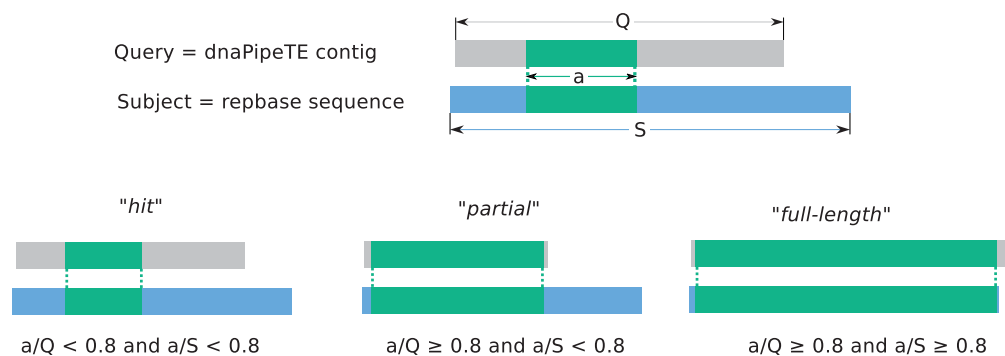 Q
Query = dnaPipeTE contig
a
Subject = repbase sequence
S
"hit"
"partial"
"full-length"
a/Q < 0.8 and a/S < 0.8
a/Q ≥ 0.8 and a/S < 0.8
a/Q ≥ 0.8 and a/S ≥ 0.8